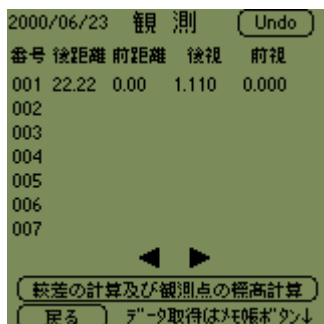 2000/06/23 観測 Undo
番号 後距離 前距離 後視 前視
001 22.22 0.00 1.110 0.000
002
003
004
005
006
007
較差の計算及び観測点の標高計算
戻る データ取得はメモ帳ボタン↓